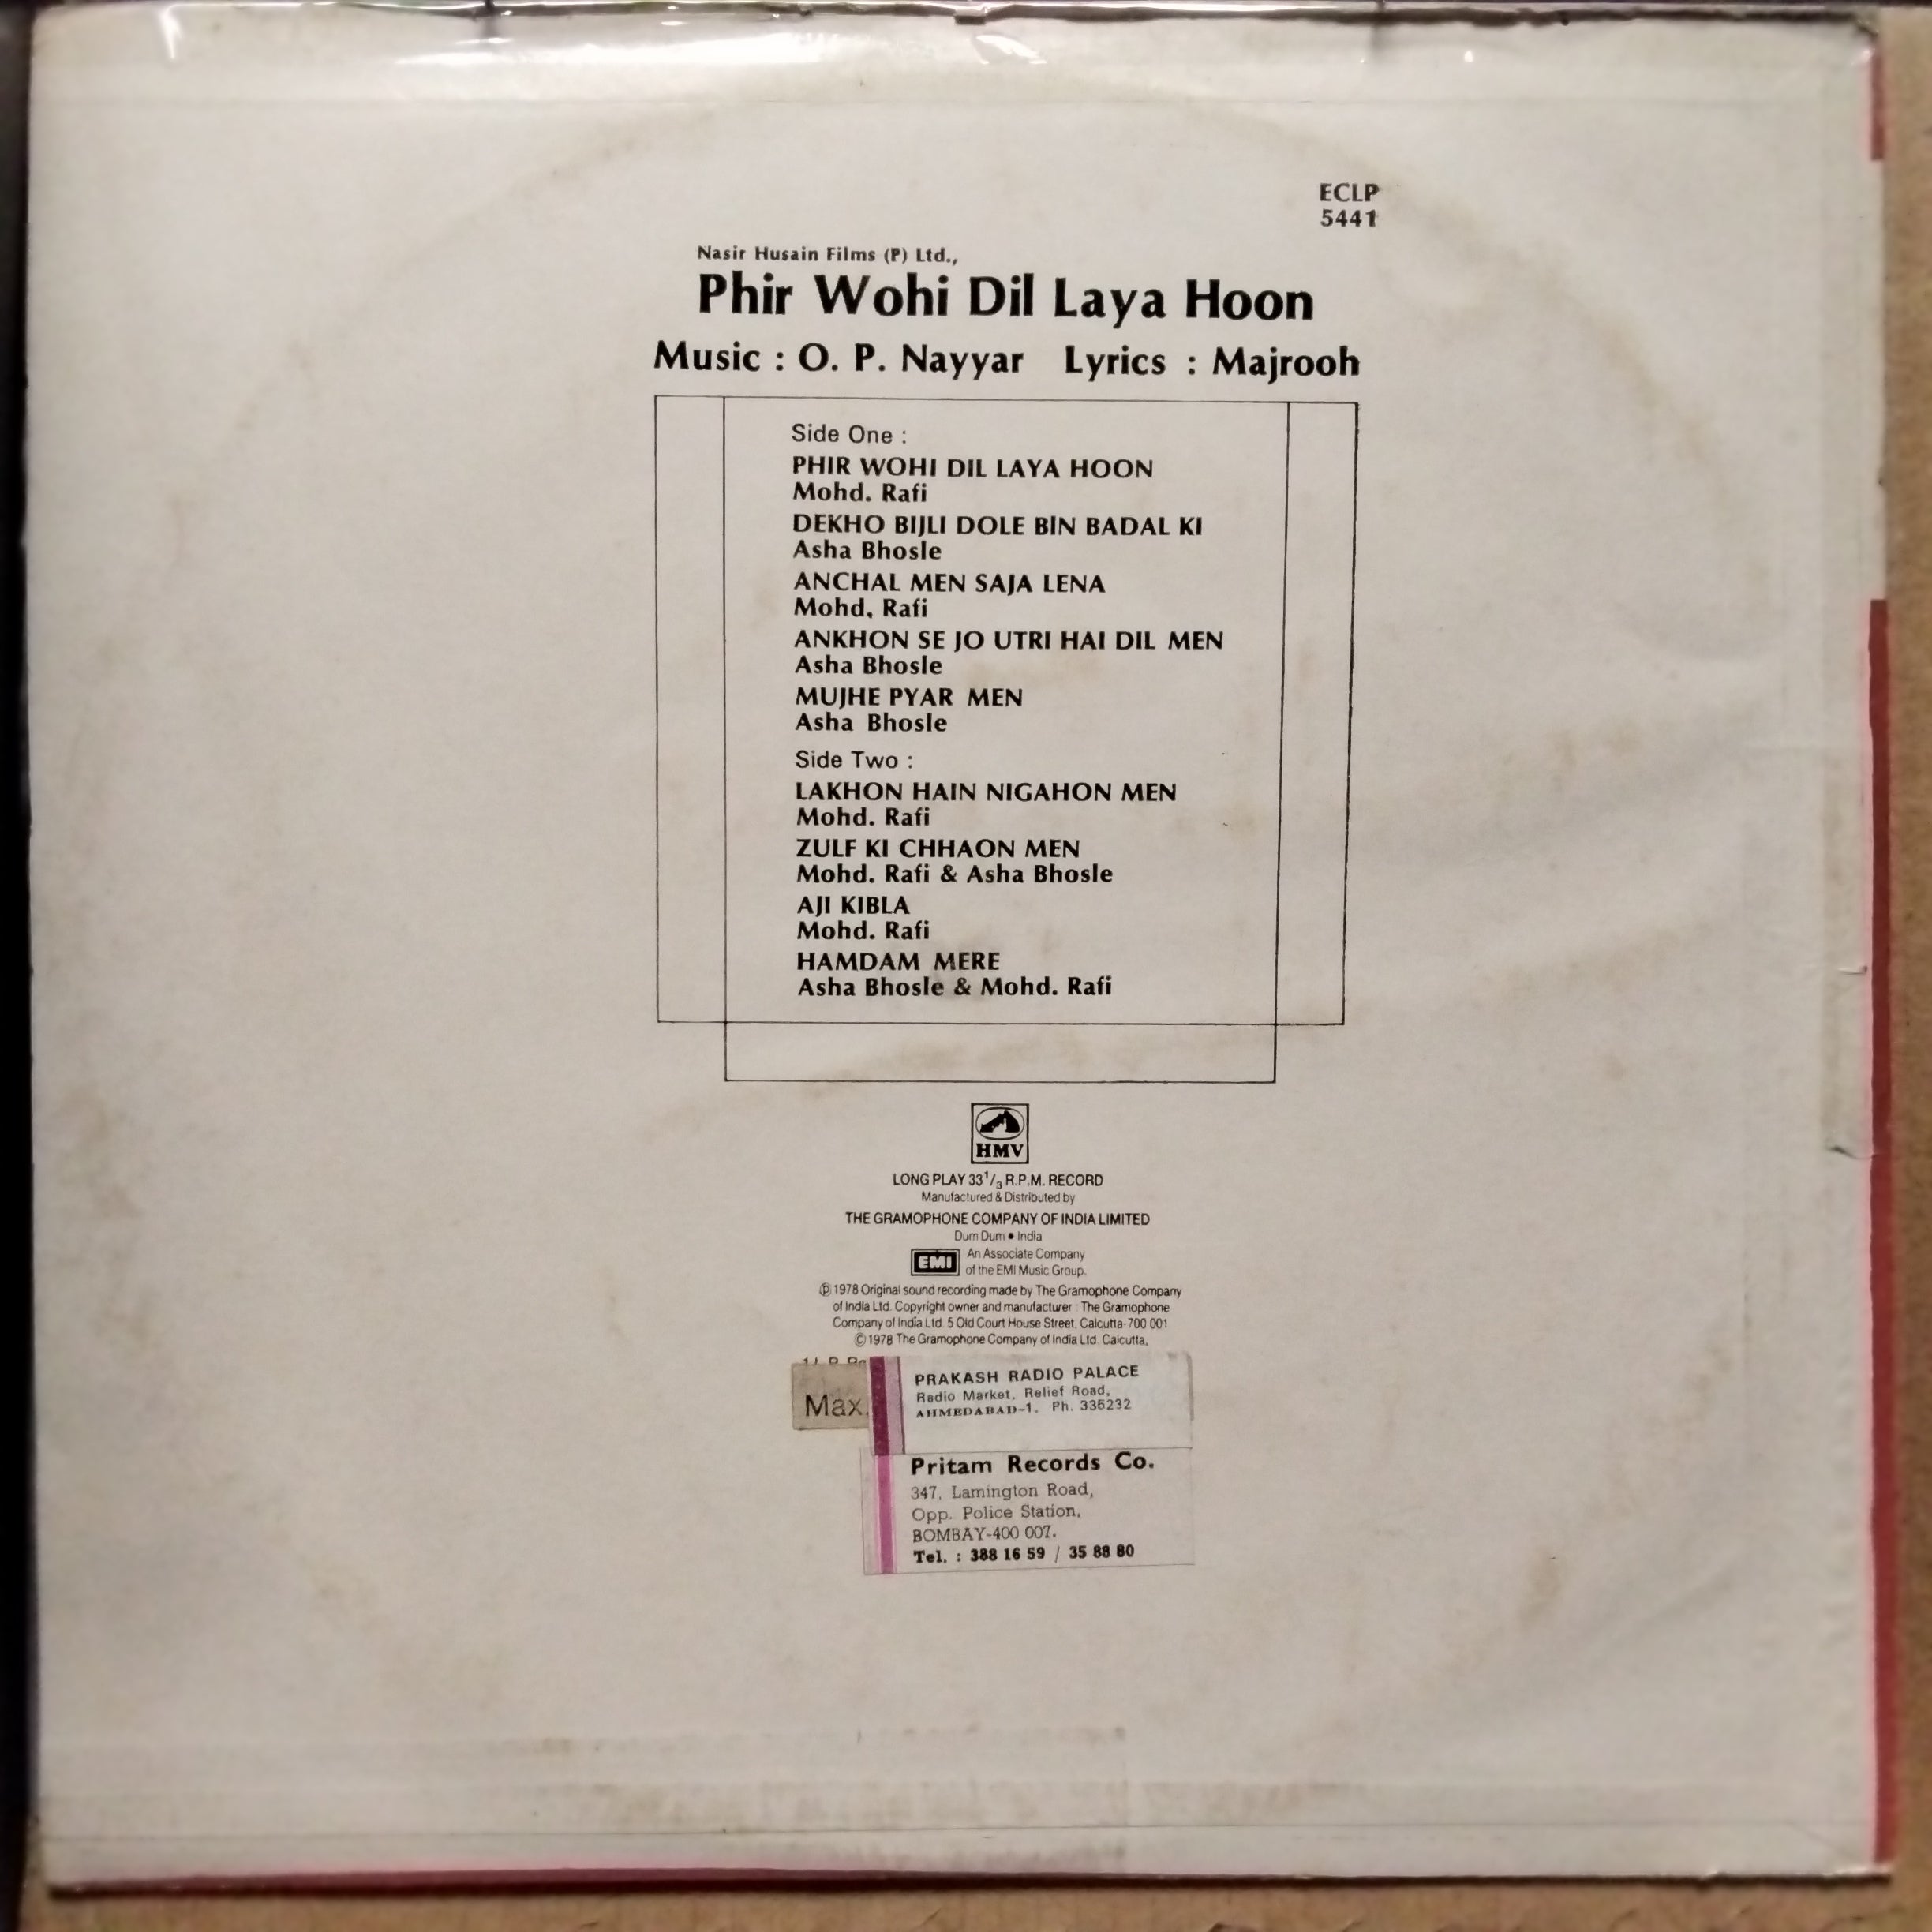 ECLP
5441
Nasir Husain Films (P) Ltd.,
Phir Wohi Dil Laya Hoon
Music : O. P. Nayyar Lyrics : Majrooh
Side One :
PHIR WOHI DIL LAYA HOON
Mohd. Rafi
DEKHO BIJLI DOLE BIN BADAL KI
Asha Bhosle
ANCHAL MEN SAJA LENA
Mohd. Rafi
ANKHON SE JO UTRI HAI DIL MEN
Asha Bhosle
MUJHE PYAR MEN
Asha Bhosle
Side Two :
LAKHON HAIN NIGAHON MEN
Mohd. Rafi
ZULF KI CHHAON MEN
Mohd. Rafi & Asha Bhosle
AJI KIBLA
Mohd. Rafi
HAMDAM MERE
Asha Bhosle & Mohd. Rafi
HMV
LONG PLAY 33 1/3 R.P.M. RECORD
Manufactured & Distributed by
THE GRAMOPHONE COMPANY OF INDIA LIMITED
Dum Dum • India
EMI An Associate Company
of the EMI Music Group.
℗ 1978 Original sound recording made by The Gramophone Company
of India Ltd. Copyright owner and manufacturer : The Gramophone
Company of India Ltd. 5 Old Court House Street, Calcutta-700 001
© 1978 The Gramophone Company of India Ltd. Calcutta.
Max.
PRAKASH RADIO PALACE
Radio Market, Relief Road,
AHMEDABAD-1. Ph. 335232
Pritam Records Co.
347, Lamington Road,
Opp. Police Station,
BOMBAY-400 007.
Tel. : 388 16 59 / 35 88 80